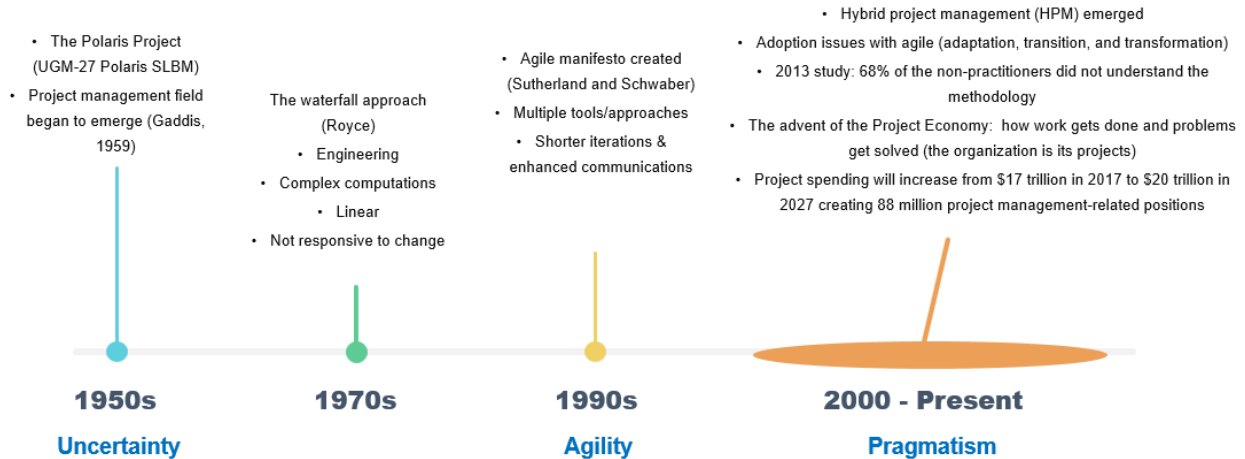 • The Polaris Project
(UGM-27 Polaris SLBM)
• Project management field
began to emerge (Gaddis,
1959)
The waterfall approach
(Royce)
• Engineering
• Complex computations
• Linear
• Not responsive to change
• Agile manifesto created
(Sutherland and Schwaber)
• Multiple tools/approaches
• Shorter iterations &
enhanced communications
• Hybrid project management (HPM) emerged
• Adoption issues with agile (adaptation, transition, and transformation)
• 2013 study: 68% of the non-practitioners did not understand the
methodology
• The advent of the Project Economy: how work gets done and problems
get solved (the organization is its projects)
• Project spending will increase from $17 trillion in 2017 to $20 trillion in
2027 creating 88 million project management-related positions
1950s
Uncertainty
1970s
1990s
Agility
2000 - Present
Pragmatism